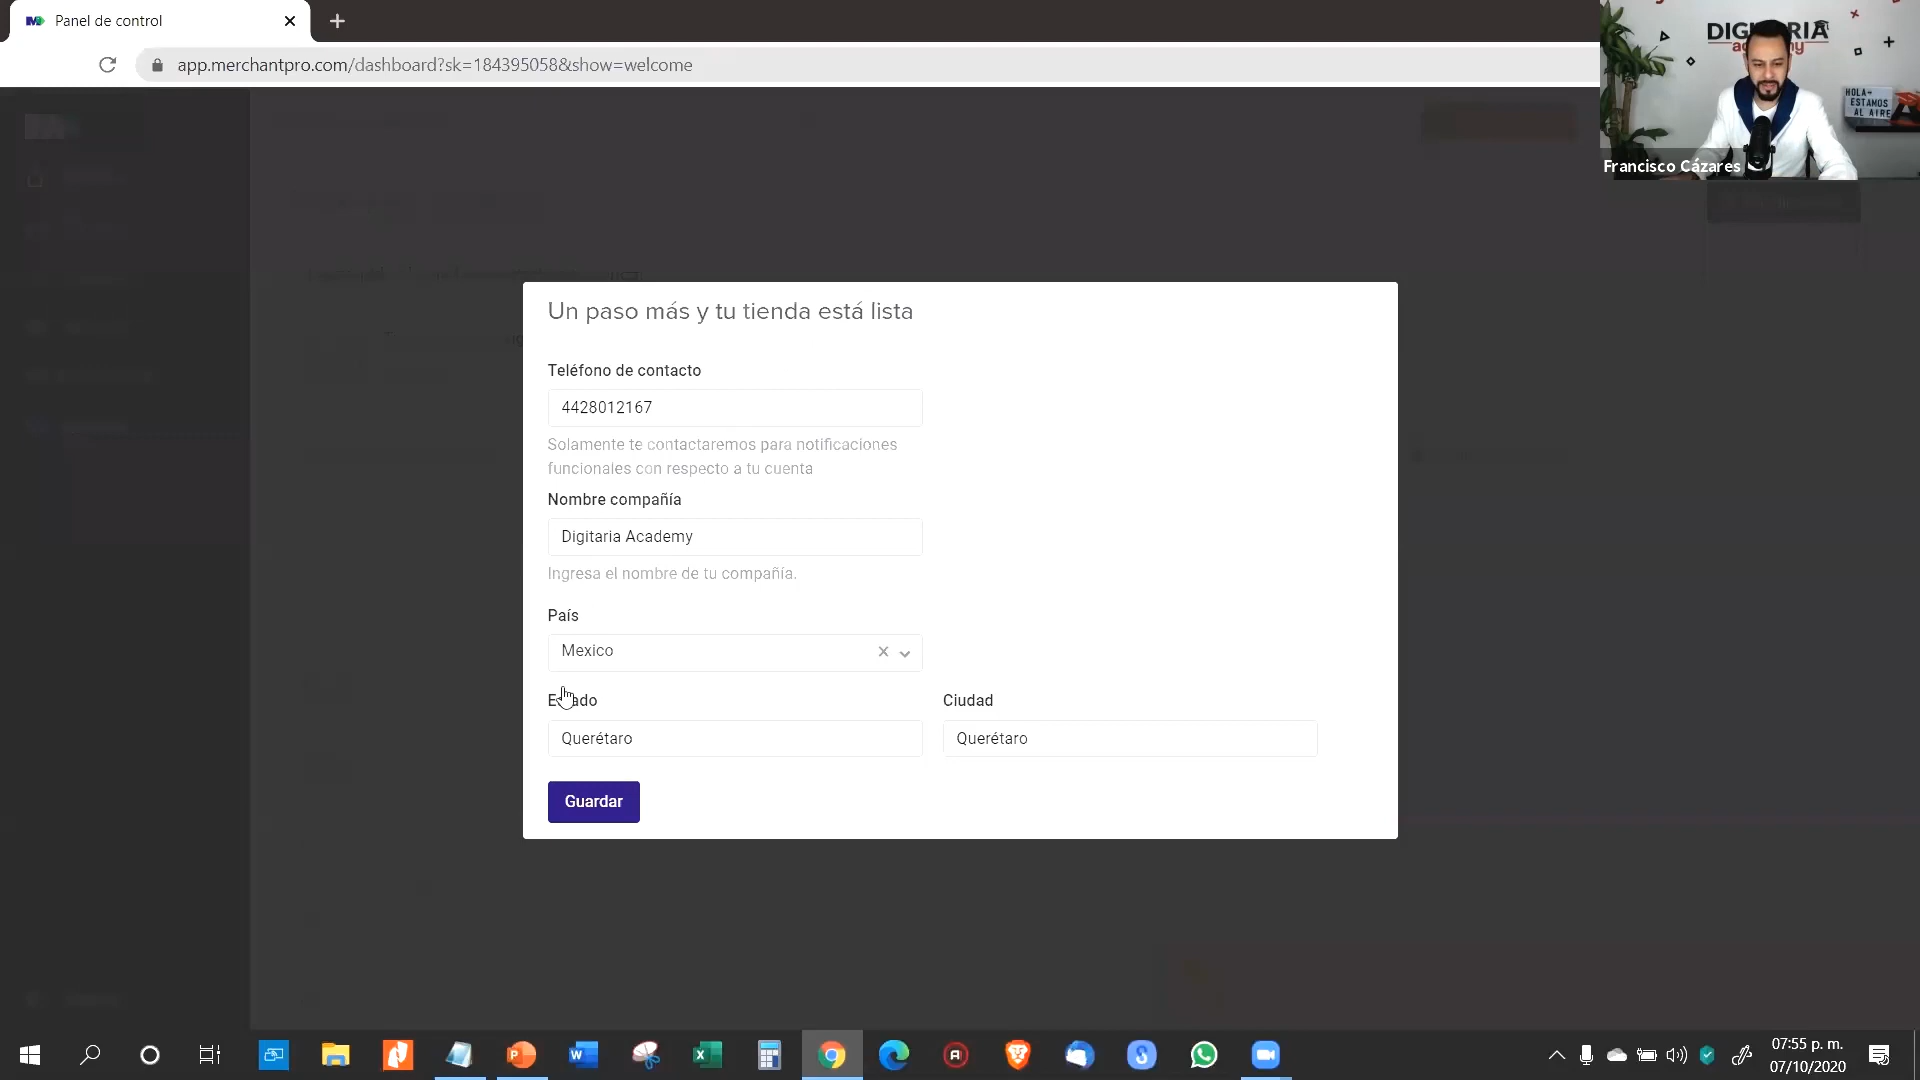 Panel de control
app.merchantpro.com/dashboard?sk=184395058&show=welcome
DIGITARIA
academy
HOLA-
ESTAMOS
AL AIRE
Francisco Cázares
Un paso más y tu tienda está lista
Teléfono de contacto
4428012167
Solamente te contactaremos para notificaciones
funcionales con respecto a tu cuenta
Nombre compañía
Digitaria Academy
Ingresa el nombre de tu compañía.
País
Mexico
Estado
Ciudad
Querétaro
Querétaro
Guardar
07:55 p. m.
07/10/2020